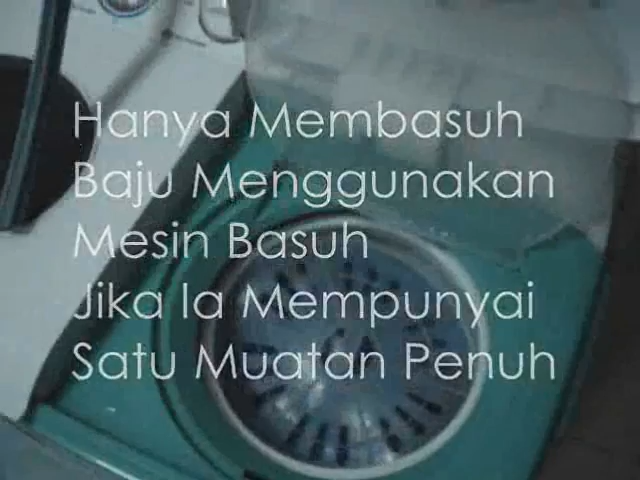 Hanya Membasuh
Baju Menggunakan
Mesin Basuh
Jika Ia Mempunyai
Satu Muatan Penuh